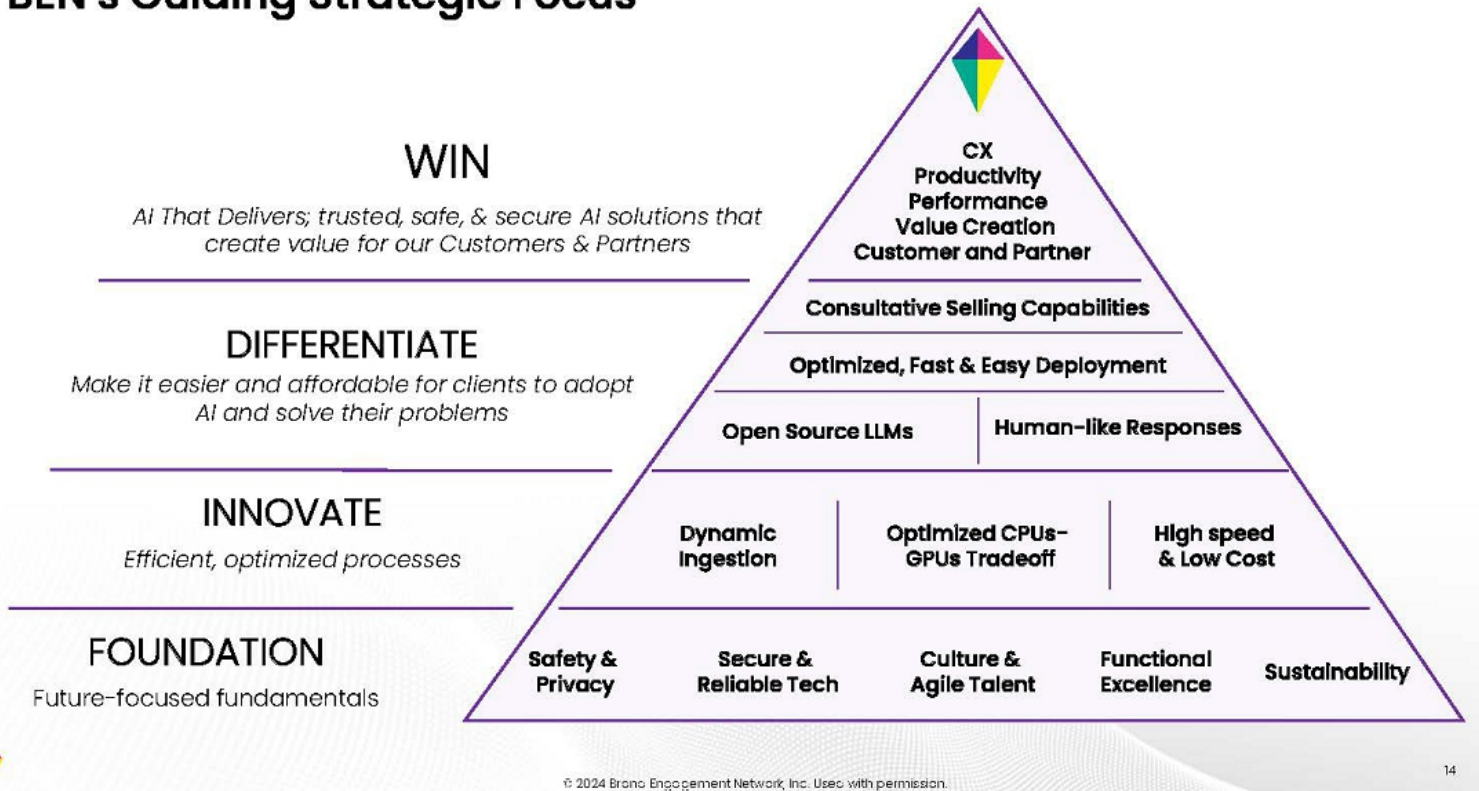 BEN's Guiding Strategic Focus
WIN
AI That Delivers; trusted, safe, & secure AI solutions that
create value for our Customers & Partners
CX
Productivity
Performance
Value Creation
Customer and Partner
DIFFERENTIATE
Make it easier and affordable for clients to adopt
AI and solve their problems
Consultative Selling Capabilities
Optimized, Fast & Easy Deployment
Open Source LLMs
Human-like Responses
INNOVATE
Efficient, optimized processes
Dynamic
Ingestion
Optimized CPUs-
GPUs Tradeoff
High speed
& Low Cost
FOUNDATION
Future-focused fundamentals
Safety &
Privacy
Secure &
Reliable Tech
Culture &
Agile Talent
Functional
Excellence
Sustainability
© 2024 Brand Engagement Network, Inc. Used with permission.
14